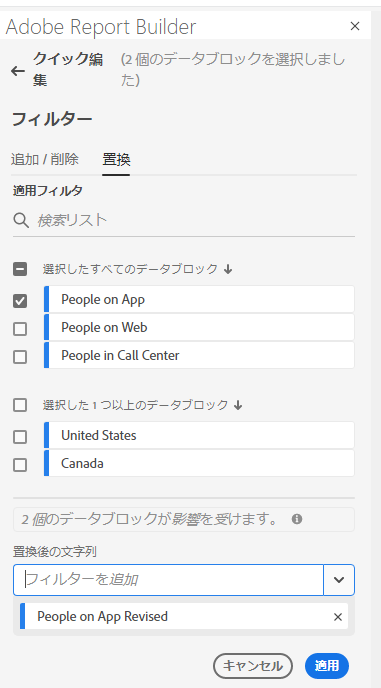 Adobe Report Builder
クイック編
集
(2 個のデータブロックを選択しまし
た)
フィルター
追加 / 削除 置換
適用フィルタ
検索リスト
選択したすべてのデータブロック
People on App
People on Web
People in Call Center
選択した 1 つ以上のデータブロック
United States
Canada
2 個のデータブロックが影響を受けます。
置換後の文字列
フィルターを追加
People on App Revised
キャンセル 適用